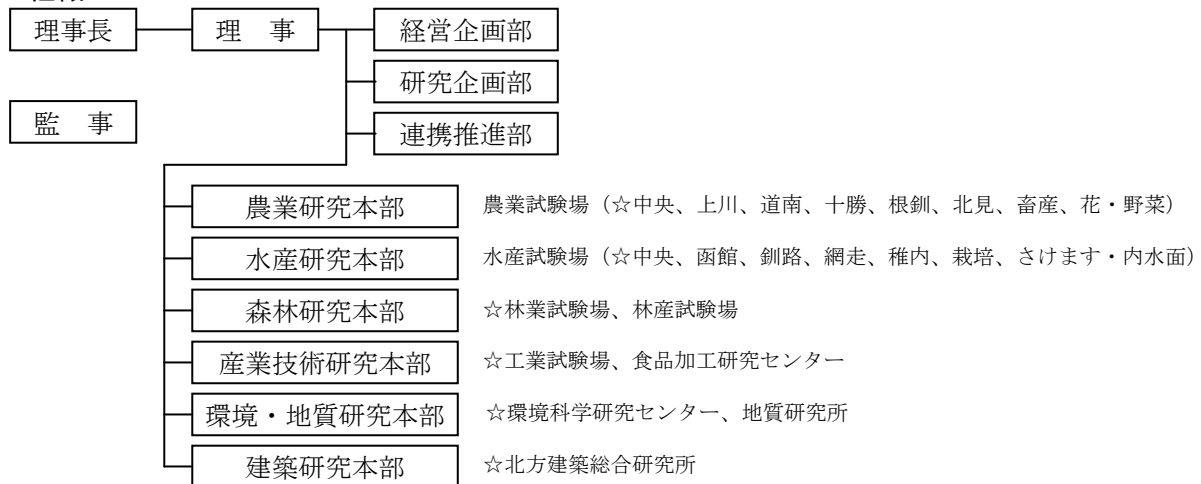 理事長 理　事 経営企画部
研究企画部
監　事 連携推進部
農業研究本部 農業試験場（☆中央、上川、道南、十勝、根釧、北見、畜産、花・野菜）
水産研究本部 水産試験場（☆中央、函館、釧路、網走、稚内、栽培、さけます・内水面）
森林研究本部 ☆林業試験場、林産試験場
産業技術研究本部 ☆工業試験場、食品加工研究センター
環境・地質研究本部 ☆環境科学研究センター、地質研究所
建築研究本部 ☆北方建築総合研究所